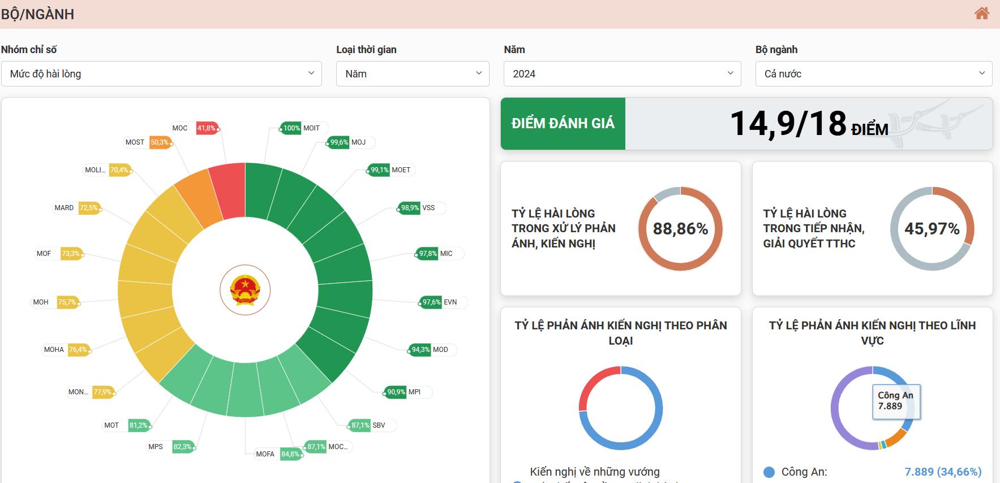 BỘ/NGÀNH
Nhóm chỉ số
Loại thời gian
Năm
Bộ ngành
Mức độ hài lòng
Năm
2024
Cả nước
MOC 41,8%
100% MOIT
MOST 50,3%
99,6% MOJ
MOLI... 70,4%
99,1% MOET
MARD 72,5%
98,9% VSS
MOF 73,3%
97,8% MIC
MOH 75,7%
97,6% EVN
MOHA 76,4%
94,3% MOD
MON... 77,9%
90,9% MPI
MOT 81,2%
87,1% SBV
MPS 82,3%
87,1% MOC...
MOFA 84,8%
ĐIỂM ĐÁNH GIÁ
14,9/18 ĐIỂM
TỶ LỆ HÀI LÒNG
TRONG XỬ LÝ PHẢN
ÁNH, KIẾN NGHỊ
88,86%
TỶ LỆ HÀI LÒNG
TRONG TIẾP NHẬN,
GIẢI QUYẾT TTHC
45,97%
TỶ LỆ PHẢN ÁNH KIẾN NGHỊ THEO PHÂN
LOẠI
Kiến nghị về những vướng
TỶ LỆ PHẢN ÁNH KIẾN NGHỊ THEO LĨNH
VỰC
Công An
7.889
Công An:
7.889 (34,66%)